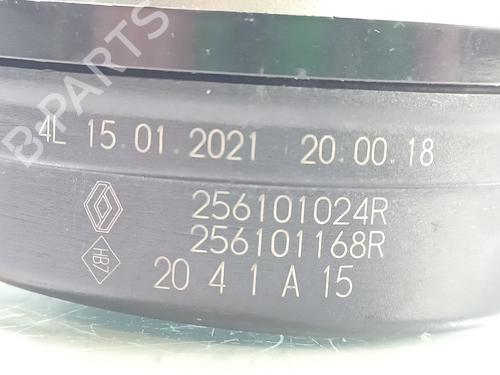 B PARTS
4L 15.01.2021 20.00.18
256101024R
256101168R
HB7
20 4 1 A 15